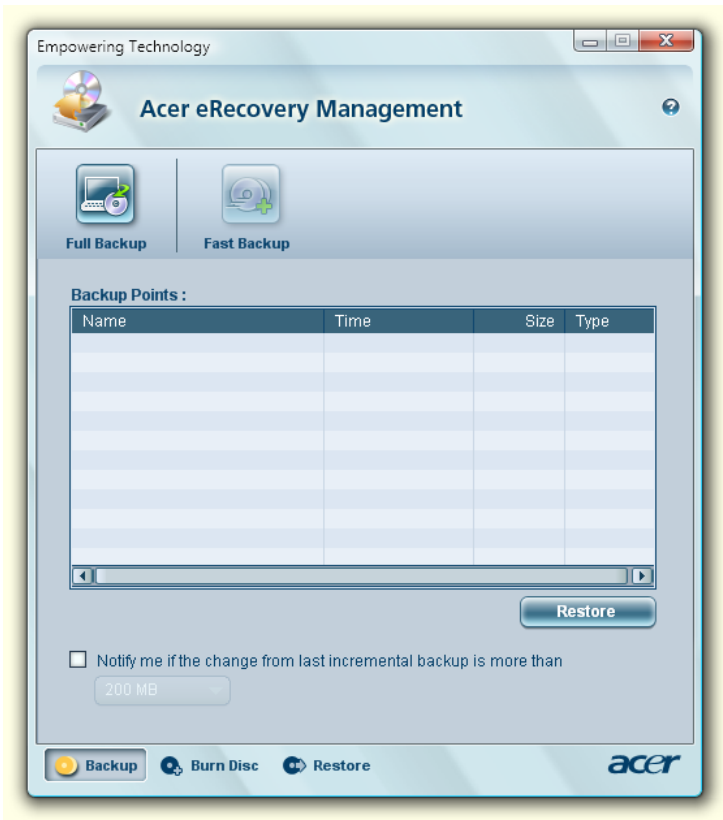 Empowering Technology
Acer eRecovery Management
Full Backup
Fast Backup
Backup Points :
Name Time Size Type
Restore
Notify me if the change from last incremental backup is more than
200 MB
Backup Burn Disc Restore acer